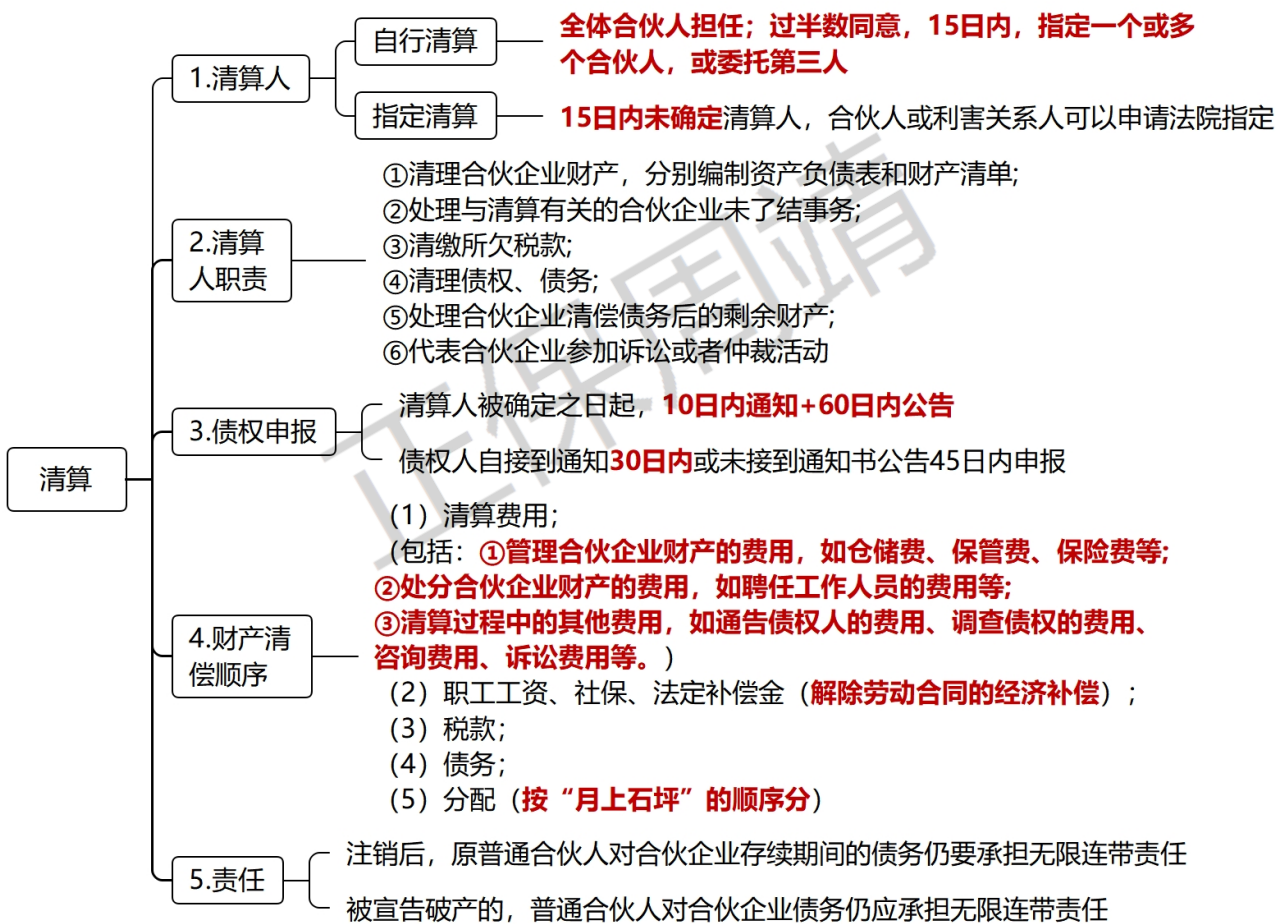 清算
1.清算人
自行清算
全体合伙人担任；过半数同意，15日内，指定一个或多
个合伙人，或委托第三人
指定清算
15日内未确定清算人，合伙人或利害关系人可以申请法院指定
2.清算
人职责
①清理合伙企业财产，分别编制资产负债表和财产清单;
②处理与清算有关的合伙企业未了结事务;
③清缴所欠税款;
④清理债权、债务;
⑤处理合伙企业清偿债务后的剩余财产;
⑥代表合伙企业参加诉讼或者仲裁活动
3.债权申报
清算人被确定之日起，10日内通知+60日内公告
债权人自接到通知30日内或未接到通知书公告45日内申报
4.财产清
偿顺序
（1）清算费用；
(包括：①管理合伙企业财产的费用，如仓储费、保管费、保险费等;
②处分合伙企业财产的费用，如聘任工作人员的费用等;
③清算过程中的其他费用，如通告债权人的费用、调查债权的费用、
咨询费用、诉讼费用等。）
（2）职工工资、社保、法定补偿金（解除劳动合同的经济补偿）；
（3）税款；
（4）债务；
（5）分配（按“月上石坪”的顺序分）
5.责任
注销后，原普通合伙人对合伙企业存续期间的债务仍要承担无限连带责任
被宣告破产的，普通合伙人对合伙企业债务仍应承担无限连带责任
正保周靖